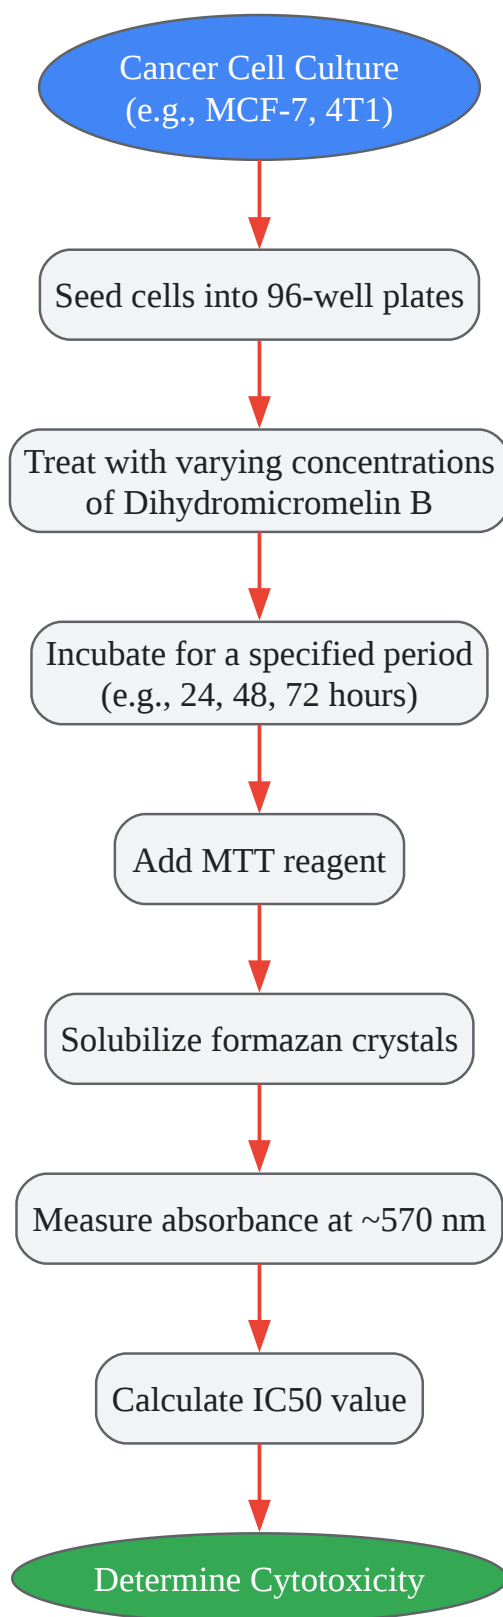 Cancer Cell Culture
(e.g., MCF-7, 4T1)
Seed cells into 96-well plates
Treat with varying concentrations
of Dihydromicromelin B
Incubate for a specified period
(e.g., 24, 48, 72 hours)
Add MTT reagent
Solubilize formazan crystals
Measure absorbance at ~570 nm
Calculate IC50 value
Determine Cytotoxicity